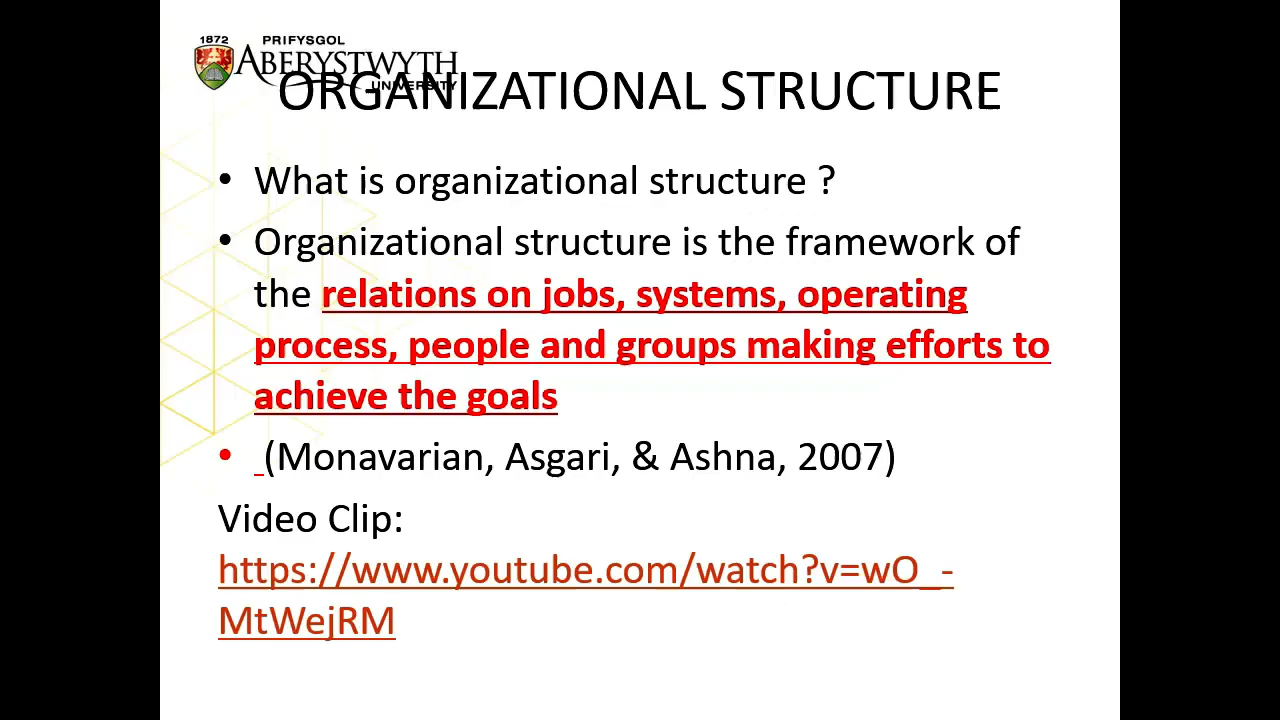 1872 PRIFYSGOL
ABERYSTWYTH
UNIVERSITY
ORGANIZATIONAL STRUCTURE
• What is organizational structure ?
• Organizational structure is the framework of
the relations on jobs, systems, operating
process, people and groups making efforts to
achieve the goals
• (Monavarian, Asgari, & Ashna, 2007)
Video Clip:
https://www.youtube.com/watch?v=wO_-
MtWejRM